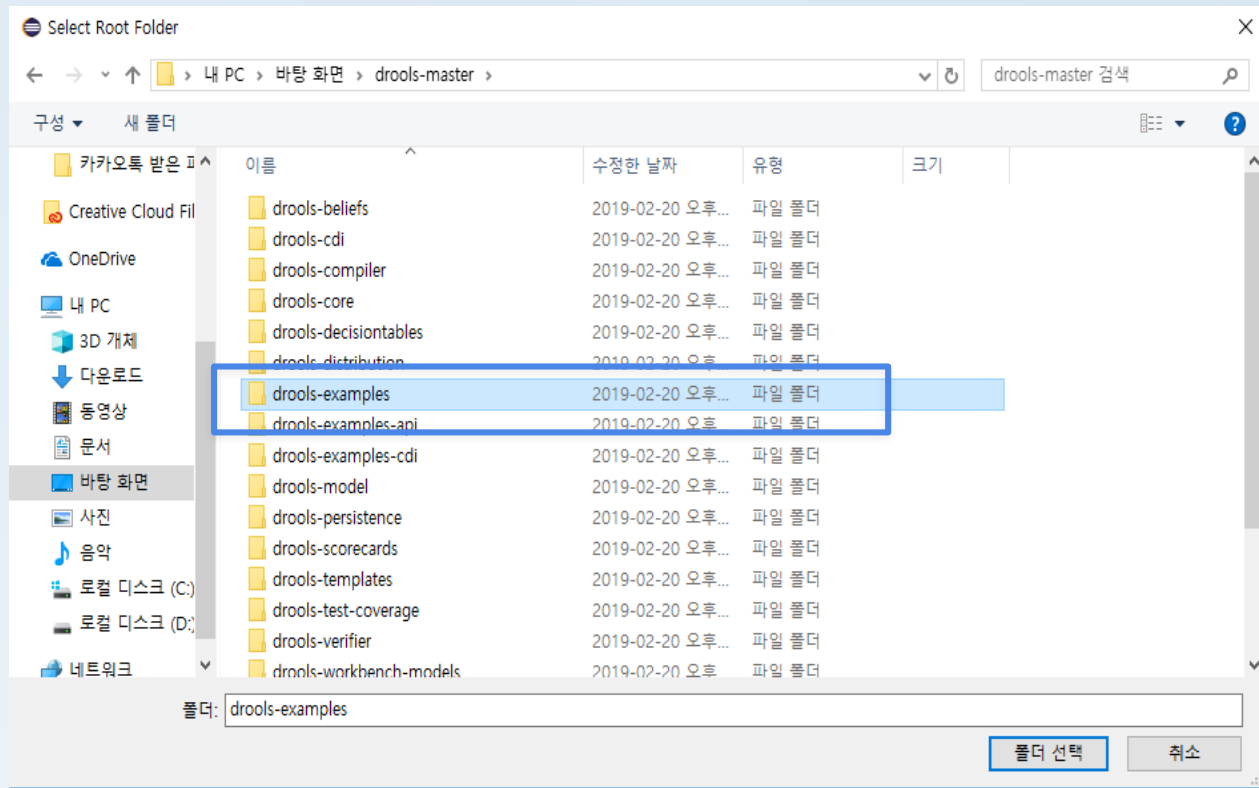 Select Root Folder
내 PC › 바탕 화면 › drools-master ›
drools-master 검색
구성
새 폴더
카카오톡 받은 파
Creative Cloud Fil
OneDrive
내 PC
3D 개체
다운로드
동영상
문서
바탕 화면
사진
음악
로컬 디스크 (C:)
로컬 디스크 (D:)
네트워크
이름 수정한 날짜 유형 크기
drools-beliefs 2019-02-20 오후... 파일 폴더
drools-cdi 2019-02-20 오후... 파일 폴더
drools-compiler 2019-02-20 오후... 파일 폴더
drools-core 2019-02-20 오후... 파일 폴더
drools-decisiontables 2019-02-20 오후... 파일 폴더
drools-distribution 2019-02-20 오후... 파일 폴더
drools-examples 2019-02-20 오후... 파일 폴더
drools-examples-api 2019-02-20 오후... 파일 폴더
drools-examples-cdi 2019-02-20 오후... 파일 폴더
drools-model 2019-02-20 오후... 파일 폴더
drools-persistence 2019-02-20 오후... 파일 폴더
drools-scorecards 2019-02-20 오후... 파일 폴더
drools-templates 2019-02-20 오후... 파일 폴더
drools-test-coverage 2019-02-20 오후... 파일 폴더
drools-verifier 2019-02-20 오후... 파일 폴더
drools-workbench-models 2019-02-20 오후... 파일 폴더
폴더: drools-examples
폴더 선택
취소